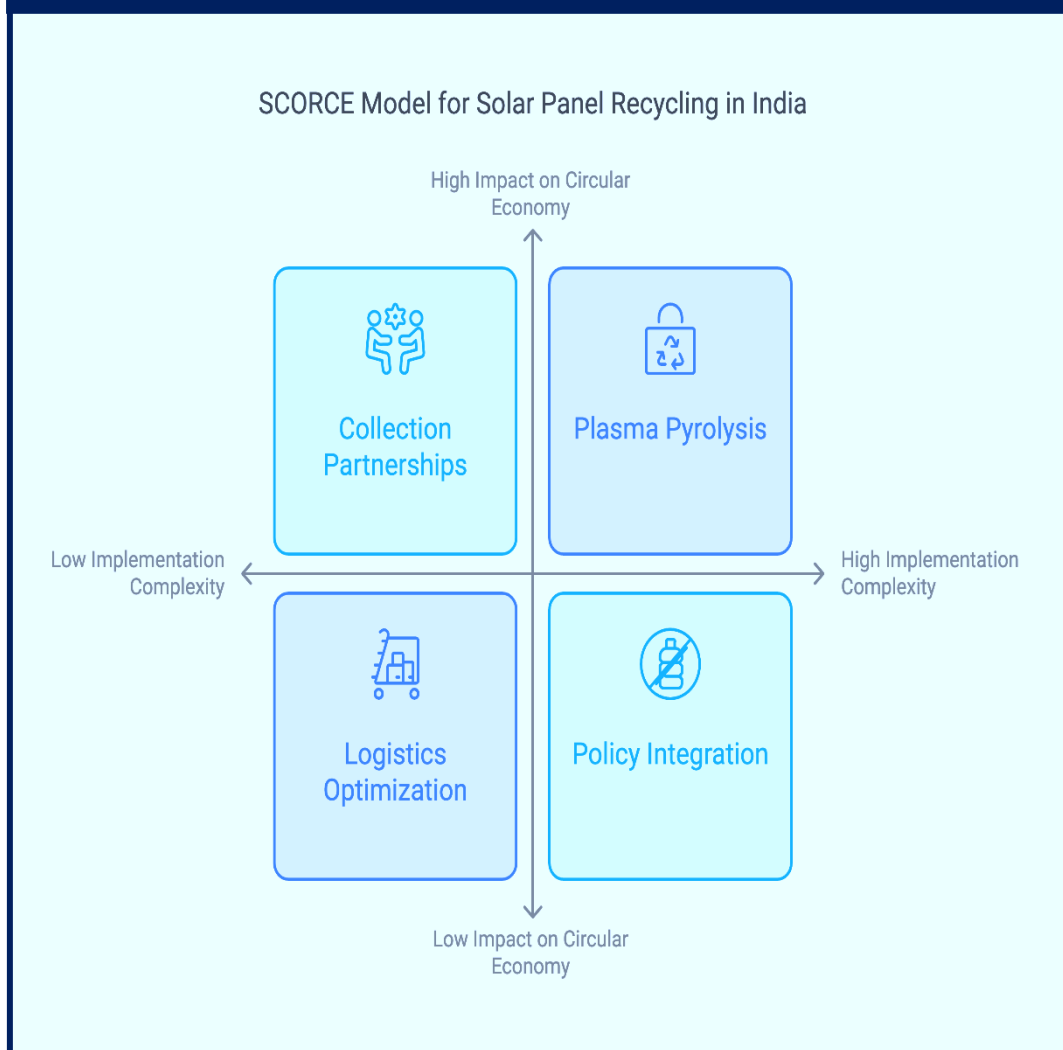 SCORCE Model for Solar Panel Recycling in India
High Impact on Circular
Economy
Collection
Partnerships
Plasma Pyrolysis
Low Implementation
Complexity
High Implementation
Complexity
Logistics
Optimization
Policy Integration
Low Impact on Circular
Economy